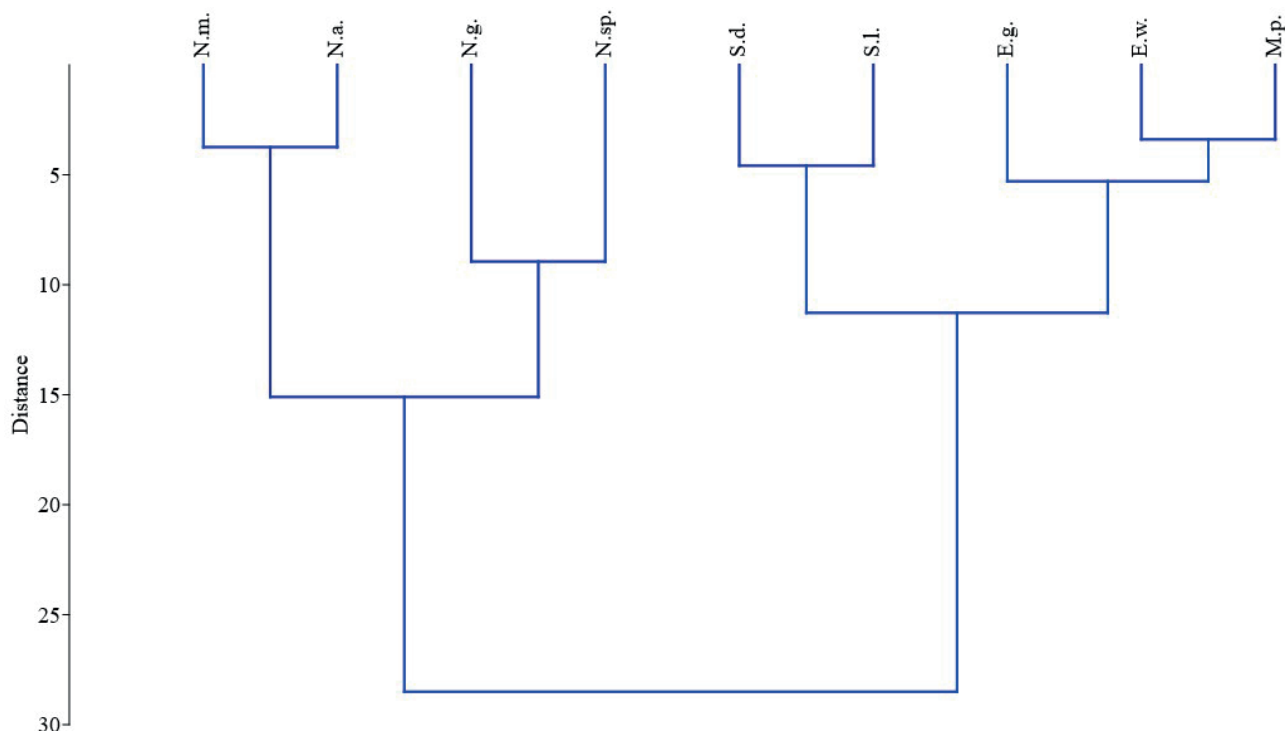 N.m.
N.a.
N.g.
N.sp.
S.d.
S.l.
E.g.
E.w.
M.p.
5
10
15
20
25
30
Distance